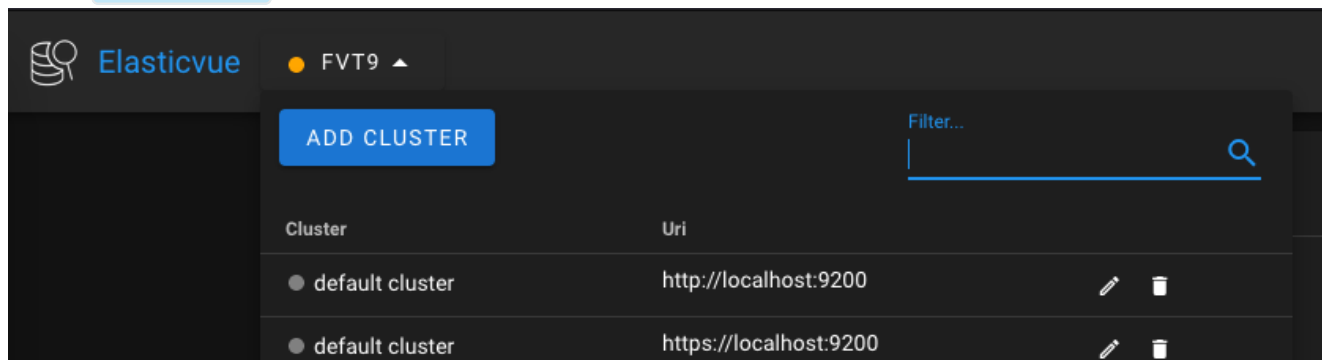 Elasticvue FVT9
ADD CLUSTER Filter...
Cluster Uri
default cluster http://localhost:9200
default cluster https://localhost:9200